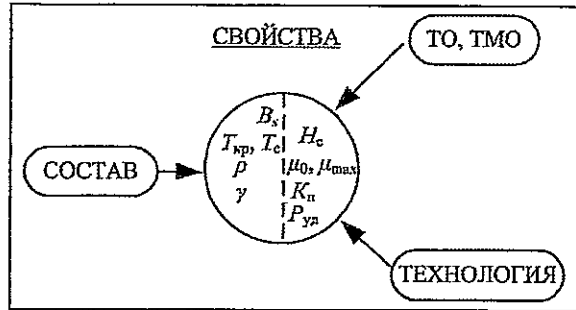 СВОЙСТВА
ТО, ТМО
B_s
T_кр, T_c
H_c
СОСТАВ
ρ
μ_0, μ_max
γ
K_п
P_уд
ТЕХНОЛОГИЯ